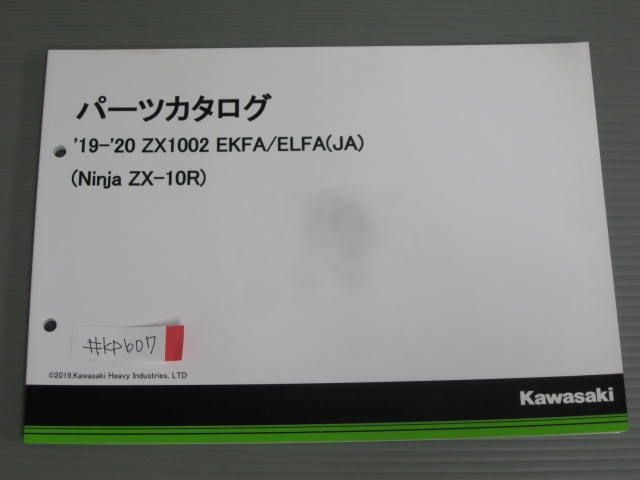 パーツカタログ
'19-'20 ZX1002 EKFA/ELFA(JA)
(Ninja ZX-10R)
#KP607
©2019,Kawasaki Heavy Industries, LTD
Kawasaki